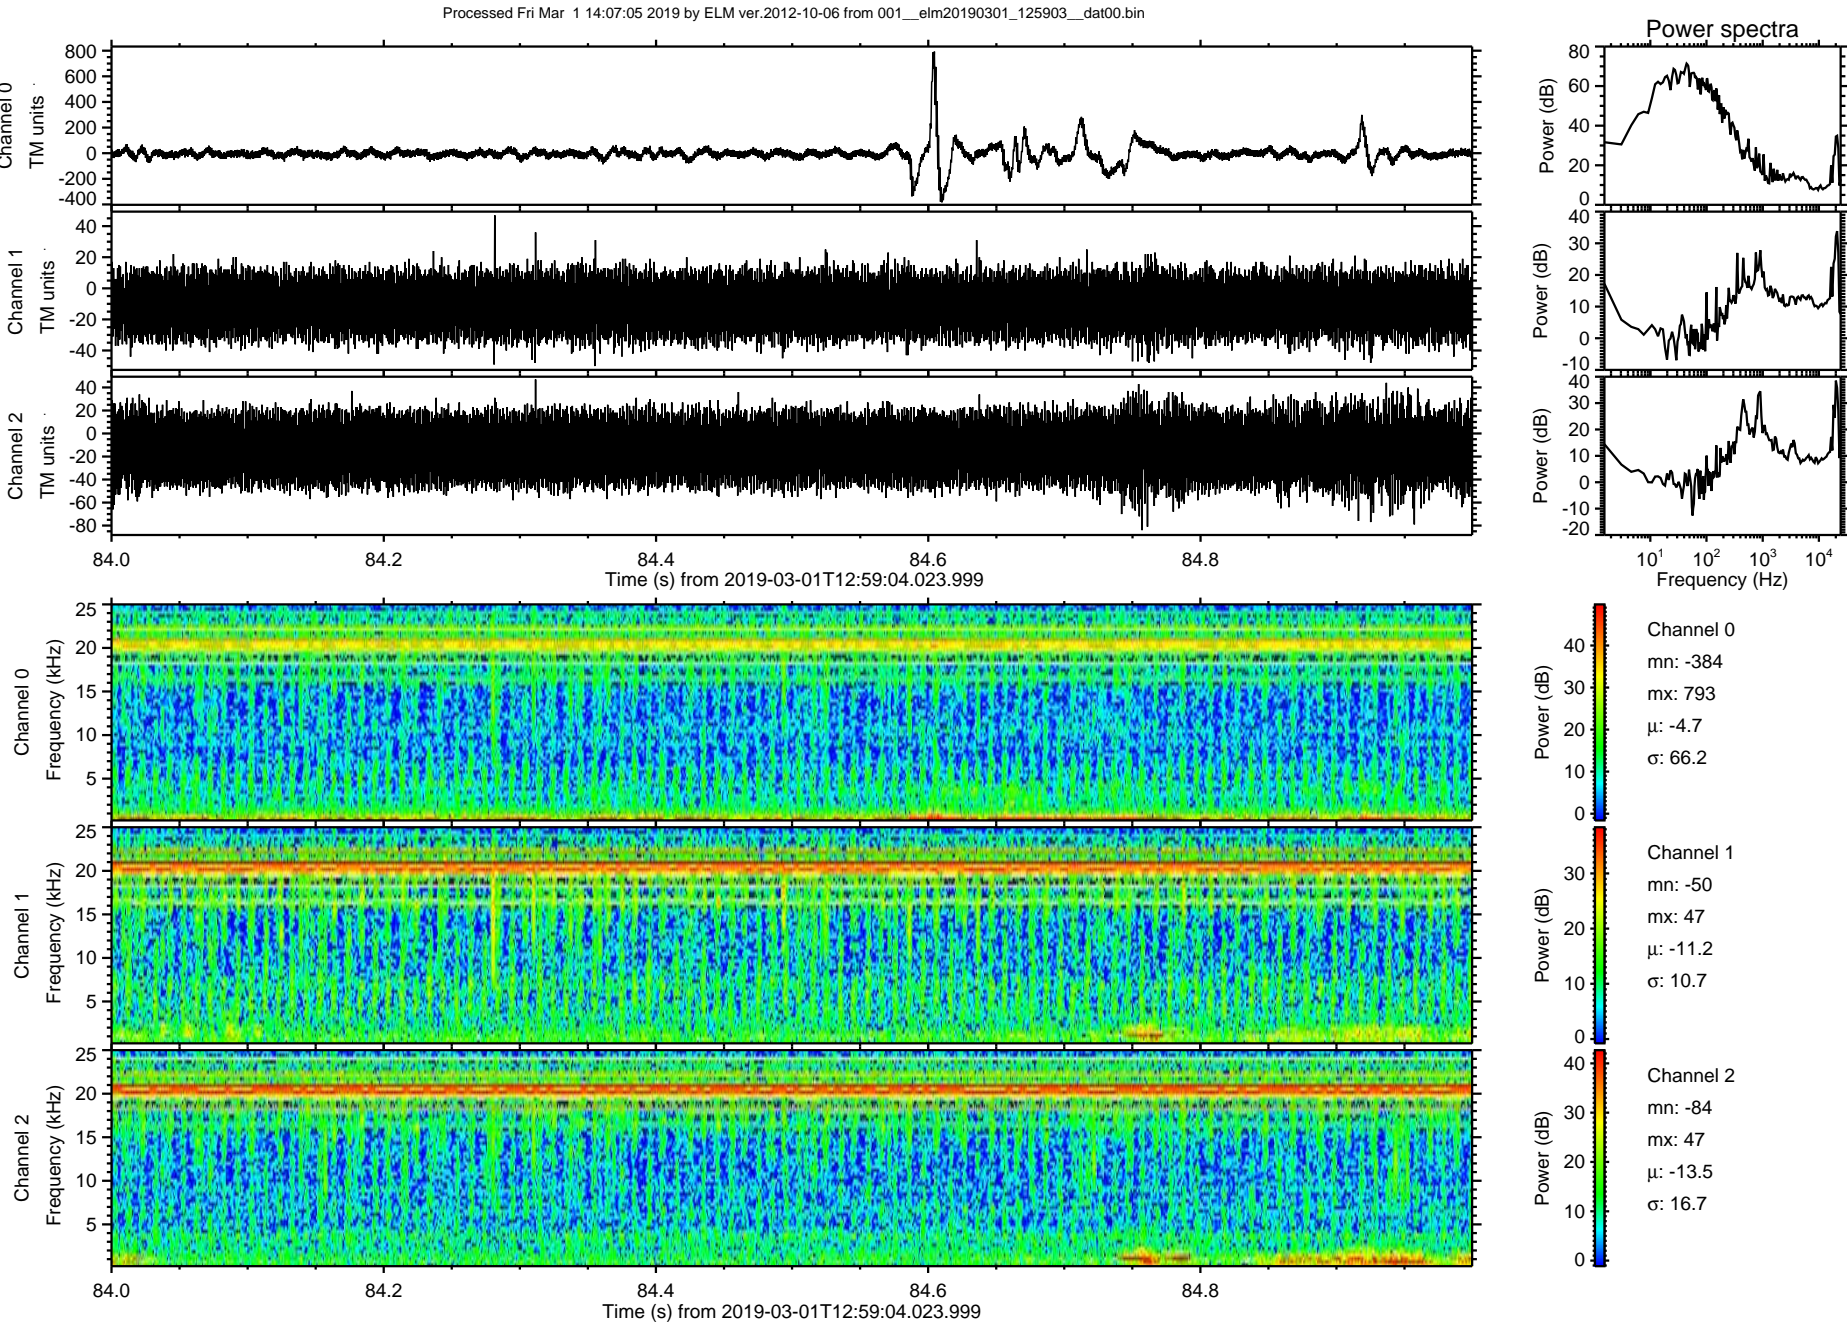 Processed Fri Mar 1 14:07:05 2019 by ELM ver.2012-10-06 from 001__elm20190301_125903__dat00.bin
Power spectra
Channel 0
TM units
800
600
400
200
0
-200
-400
Power (dB)
80
60
40
20
0
Channel 1
TM units
40
20
0
-20
-40
Power (dB)
40
30
20
10
0
-10
Channel 2
TM units
40
20
0
-20
-40
-60
-80
Power (dB)
40
30
20
10
0
-10
-20
84.0 84.2 84.4 84.6 84.8
Time (s) from 2019-03-01T12:59:04.023.999
10¹ 10² 10³ 10⁴
Frequency (Hz)
Channel 0
Frequency (kHz)
25
20
15
10
5
Power (dB)
40
30
20
10
0
Channel 0
mn: -384
mx: 793
μ: -4.7
σ: 66.2
Channel 1
Frequency (kHz)
25
20
15
10
5
Power (dB)
30
20
10
0
Channel 1
mn: -50
mx: 47
μ: -11.2
σ: 10.7
Channel 2
Frequency (kHz)
25
20
15
10
5
Power (dB)
40
30
20
10
0
Channel 2
mn: -84
mx: 47
μ: -13.5
σ: 16.7
84.0 84.2 84.4 84.6 84.8
Time (s) from 2019-03-01T12:59:04.023.999